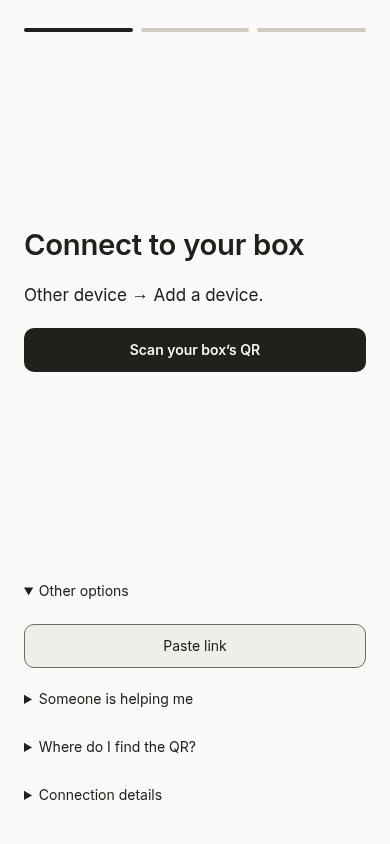 Connect to your box
Other device → Add a device.
Scan your box's QR
Other options
Paste link
Someone is helping me
Where do I find the QR?
Connection details